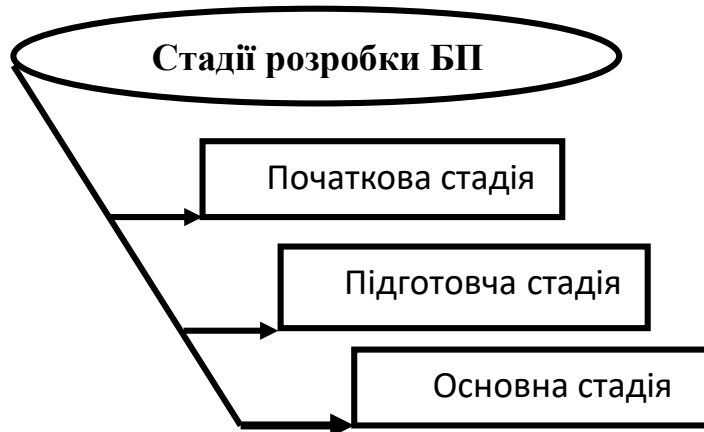 Стадії розробки БП
Початкова стадія
Підготовча стадія
Основна стадія